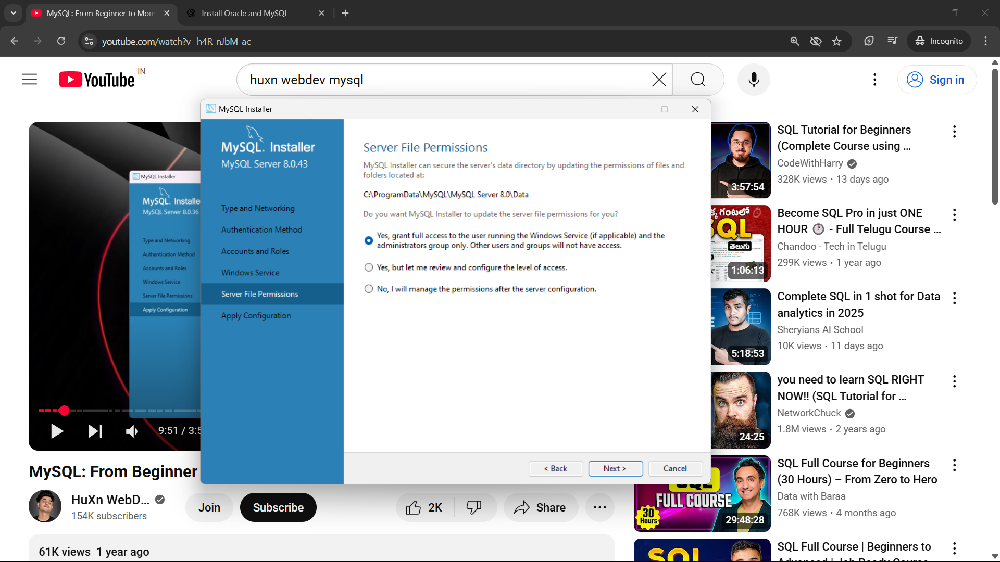 MySQL: From Beginner to Mons
Install Oracle and MySQL
youtube.com/watch?v=h4R-nJbM_ac
Incognito
YouTube
IN
huxn webdev mysql
Sign in
MySQL Installer
MySQL Server 8.0.36
Type and Networking
Authentication Method
Accounts and Roles
Windows Service
Server File Permissions
Apply Configuration
9:51 / 3:5
MySQL Installer
MySQL. Installer
MySQL Server 8.0.43
Type and Networking
Authentication Method
Accounts and Roles
Windows Service
Server File Permissions
Apply Configuration
Server File Permissions
MySQL Installer can secure the server's data directory by updating the permissions of files and
folders located at:
C:\ProgramData\MySQL\MySQL Server 8.0\Data
Do you want MySQL Installer to update the server file permissions for you?
Yes, grant full access to the user running the Windows Service (if applicable) and the
administrators group only. Other users and groups will not have access.
Yes, but let me review and configure the level of access.
No, I will manage the permissions after the server configuration.
< Back
Next >
Cancel
MySQL: From Beginner
HuXn WebD...
154K subscribers
Join
Subscribe
2K
Share
61K views 1 year ago
3:57:54
SQL Tutorial for Beginners
(Complete Course using ...
CodeWithHarry
328K views • 13 days ago
గంటలో
SQL
తెలుగు
1:06:13
Become SQL Pro in just ONE
HOUR - Full Telugu Course ...
Chandoo - Tech in Telugu
299K views • 1 year ago
5:18:53
Complete SQL in 1 shot for Data
analytics in 2025
Sheryians AI School
10K views • 11 days ago
24:25
you need to learn SQL RIGHT
NOW!! (SQL Tutorial for ...
NetworkChuck
1.8M views • 2 years ago
SQL
FULL COURSE
30
Hours
29:48:28
SQL Full Course for Beginners
(30 Hours) – From Zero to Hero
Data with Baraa
768K views • 4 months ago
SQL
SQL Full Course | Beginners to